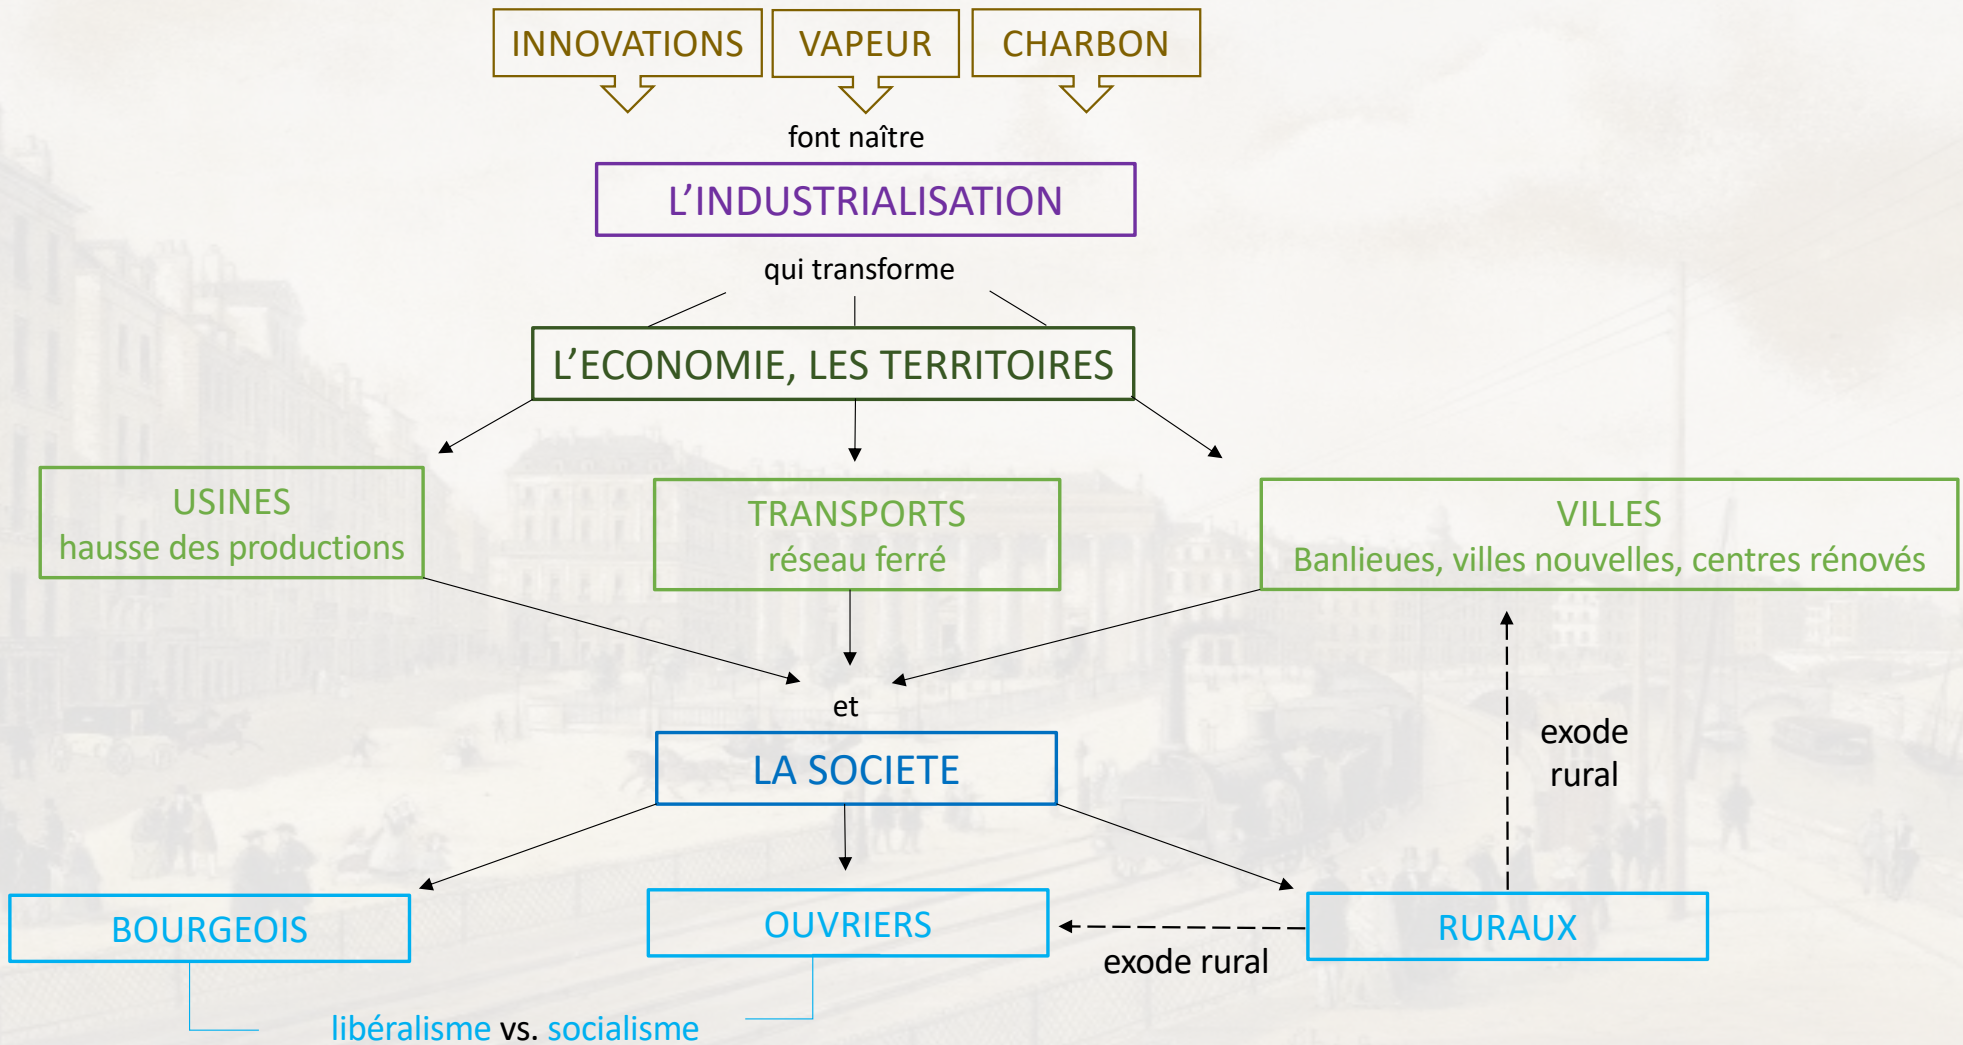 INNOVATIONS
VAPEUR
CHARBON
font naître
L'INDUSTRIALISATION
qui transforme
L'ECONOMIE, LES TERRITOIRES
USINES
hausse des productions
TRANSPORTS
réseau ferré
VILLES
Banlieues, villes nouvelles, centres rénovés
et
LA SOCIETE
exode
rural
BOURGEOIS
OUVRIERS
RURAUX
exode rural
libéralisme vs. socialisme